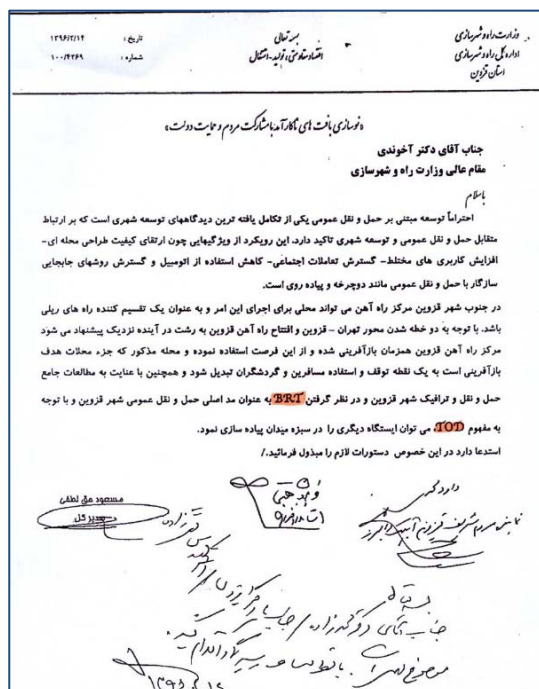 وزارت راه و شهرسازی
اداره کل راه و شهرسازی
استان قزوین
بسمه تعالی
اقتصاد مقاومتی، تولید-اشتغال
تاریخ : ۱۳۹۶/۳/۱۴
شماره : ۱۰۰/۴۲۶۹
«نوسازی بافت های ناکارآمد با مشارکت مردم و حمایت دولت»
جناب آقای دکتر آخوندی
مقام عالی وزارت راه و شهرسازی
باسلام
احتراماً توسعه مبتنی بر حمل و نقل عمومی یکی از تکامل یافته ترین دیدگاههای توسعه شهری است که بر ارتباط
متقابل حمل و نقل عمومی و توسعه شهری تاکید دارد. این رویکرد از ویژگیهایی چون ارتقای کیفیت طراحی محله ای-
افزایش کاربری های مختلط- گسترش تعاملات اجتماعی- کاهش استفاده از اتومبیل و گسترش روشهای جابجایی
سازگار با حمل و نقل عمومی مانند دوچرخه و پیاده روی است.
در جنوب شهر قزوین مرکز راه آهن می تواند محلی برای اجرای این امر و به عنوان یک تقسیم کننده راه های ریلی
باشد. با توجه به دو خطه شدن محور تهران - قزوین و افتتاح راه آهن قزوین به رشت در آینده نزدیک پیشنهاد می شود
مرکز راه آهن قزوین همزمان بازآفرینی شده و از این فرصت استفاده نموده و محله مذکور که جزء محلات هدف
بازآفرینی است به یک نقطه توقف و استفاده مسافرین و گردشگران تبدیل شود و همچنین با عنایت به مطالعات جامع
حمل و نقل و ترافیک شهر قزوین و در نظر گرفتن BRT به عنوان مد اصلی حمل و نقل عمومی شهر قزوین و با توجه
به مفهوم TOD، می توان ایستگاه دیگری را در سبزه میدان پیاده سازی نمود.
استدعا دارد در این خصوص دستورات لازم را مبذول فرمائید./
مدیر کل